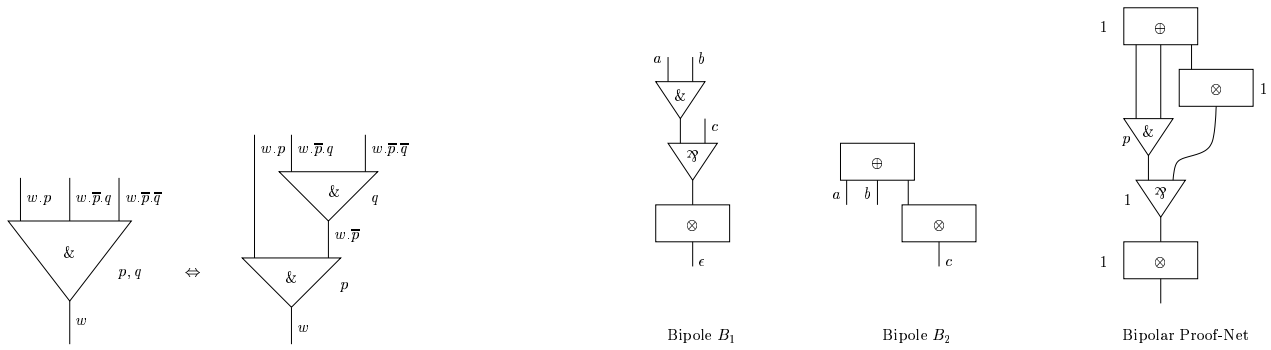 w.p w.p̅.q w.p̅.q̅
&
p, q
w
⇔
w.p w.p̅.q w.p̅.q̅
&
q
w.p̅
&
p
w
a b
&
c
⅋
⊗
ϵ
Bipole B₁
⊕
a b
⊗
c
Bipole B₂
1 ⊕
⊗ 1
p &
1 ⅋
1 ⊗
Bipolar Proof-Net